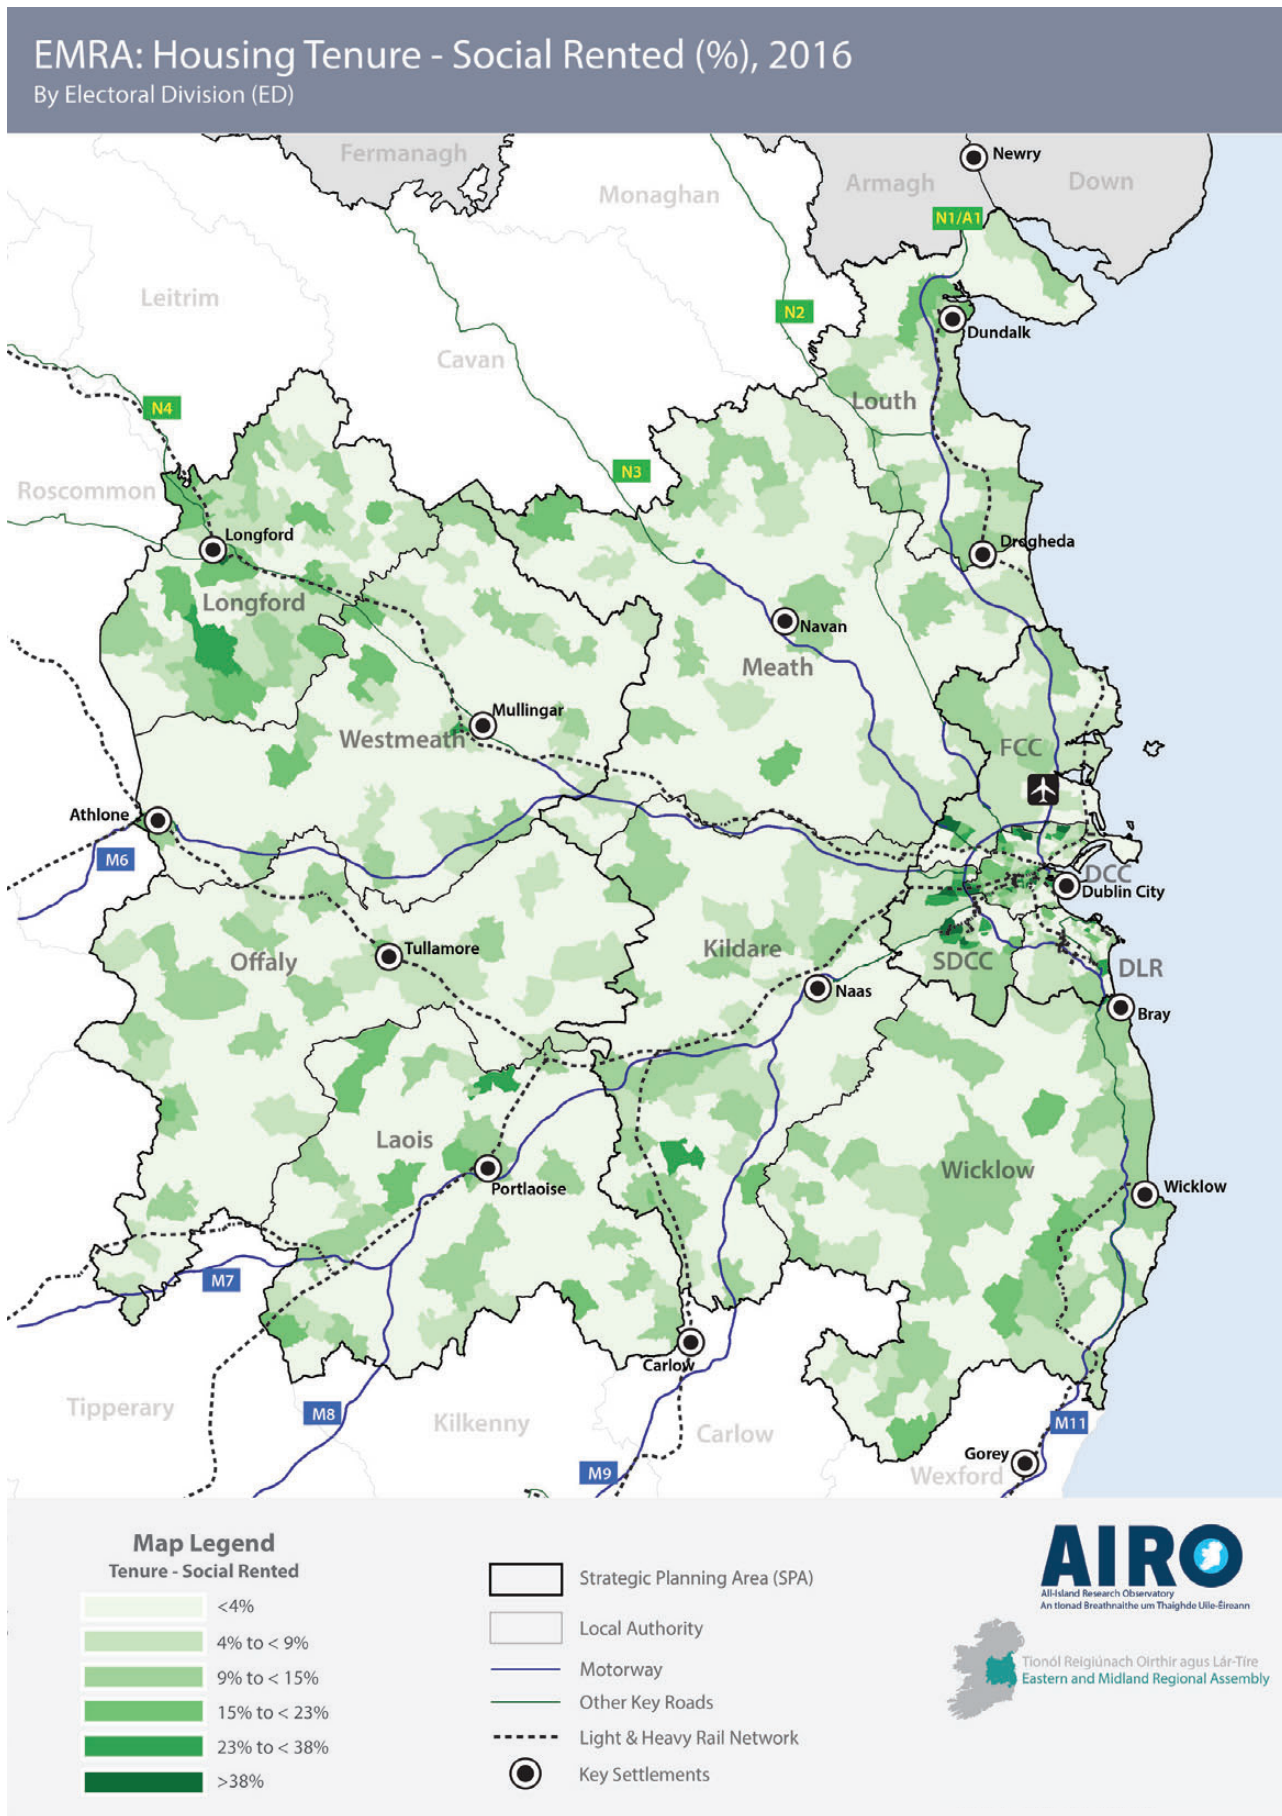 EMRA: Housing Tenure - Social Rented (%), 2016
By Electoral Division (ED)
Fermanagh
Newry
Monaghan
Armagh
Down
N1/A1
Leitrim
N2
Dundalk
Cavan
Louth
N4
N3
Roscommon
Longford
Drogheda
Longford
Navan
Meath
Mullingar
Westmeath
FCC
Athlone
M6
DCC
Dublin City
Tullamore
Kildare
Offaly
SDCC
DLR
Naas
Bray
Laois
Wicklow
Portlaoise
Wicklow
M7
Carlow
Tipperary
M8
Kilkenny
Carlow
M11
Gorey
M9
Wexford
Map Legend
Tenure - Social Rented
<4%
4% to < 9%
9% to < 15%
15% to < 23%
23% to < 38%
>38%
Strategic Planning Area (SPA)
Local Authority
Motorway
Other Key Roads
Light & Heavy Rail Network
Key Settlements
AIRO
All-Island Research Observatory
An tIonad Breathnaithe um Thaighde Uile-Éireann
Tionól Reigiúnach Oirthir agus Lár-Tíre
Eastern and Midland Regional Assembly